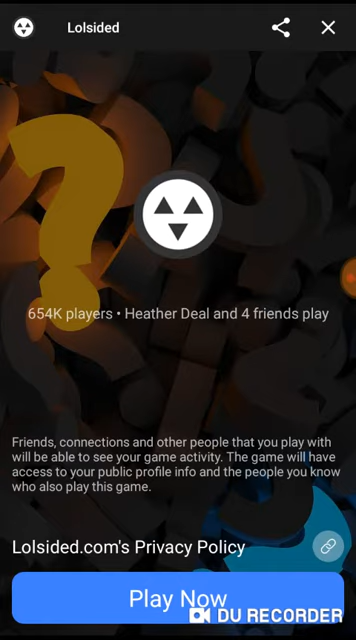 Lolsided
654K players • Heather Deal and 4 friends play
Friends, connections and other people that you play with
will be able to see your game activity. The game will have
access to your public profile info and the people you know
who also play this game.
Lolsided.com's Privacy Policy
Play Now
DU RECORDER